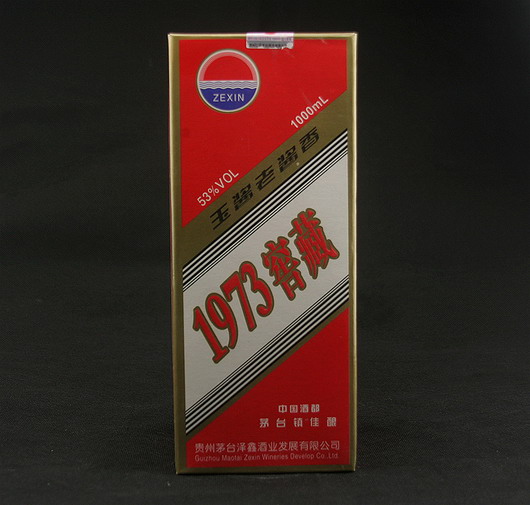 ZEXIN
1000mL
53%VOL
玉酱老酱香
1973窖藏
中国酒都
茅台镇佳酿
贵州茅台泽鑫酒业发展有限公司
Guizhou Maotai Zexin Wineries Develop Co.,Ltd